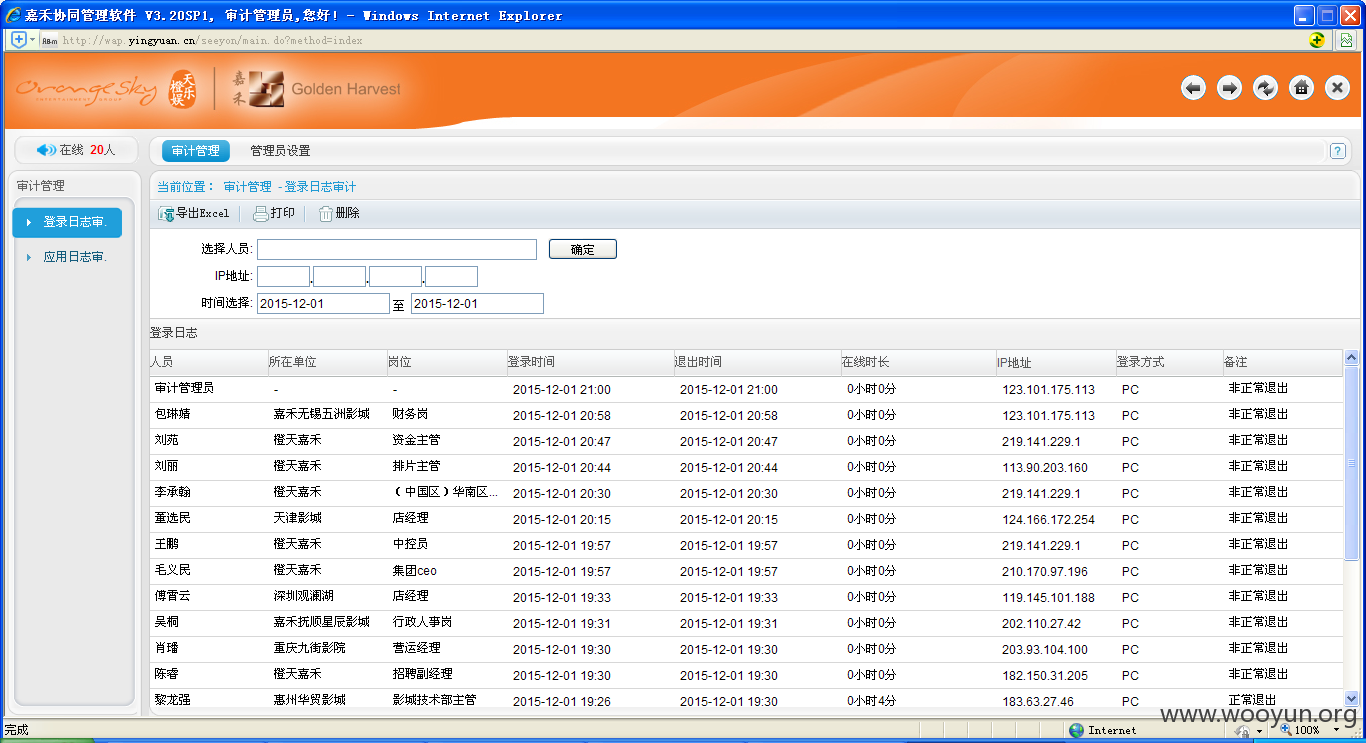 嘉禾协同管理软件 V3.20SP1, 审计管理员,您好! - Windows Internet Explorer
http://wap.yingyuan.cn/seeyon/main.do?method=index
OrangeSky 橙天娱乐 嘉禾 Golden Harvest
ENTERTAINMENT GROUP
在线 20人 审计管理 管理员设置 ?
审计管理
当前位置： 审计管理 - 登录日志审计
登录日志审.
应用日志审.
导出Excel 打印 删除
选择人员: 确定
IP地址: . . .
时间选择: 2015-12-01 至 2015-12-01
登录日志
人员 所在单位 岗位 登录时间 退出时间 在线时长 IP地址 登录方式 备注
审计管理员 - - 2015-12-01 21:00 2015-12-01 21:00 0小时0分 123.101.175.113 PC 非正常退出
包琳婧 嘉禾无锡五洲影城 财务岗 2015-12-01 20:58 2015-12-01 20:58 0小时0分 123.101.175.113 PC 非正常退出
刘苑 橙天嘉禾 资金主管 2015-12-01 20:47 2015-12-01 20:47 0小时0分 219.141.229.1 PC 非正常退出
刘丽 橙天嘉禾 排片主管 2015-12-01 20:44 2015-12-01 20:44 0小时0分 113.90.203.160 PC 非正常退出
李承翰 橙天嘉禾 （中国区）华南区... 2015-12-01 20:30 2015-12-01 20:30 0小时0分 219.141.229.1 PC 非正常退出
董选民 天津影城 店经理 2015-12-01 20:15 2015-12-01 20:15 0小时0分 124.166.172.254 PC 非正常退出
王鹏 橙天嘉禾 中控员 2015-12-01 19:57 2015-12-01 19:57 0小时0分 219.141.229.1 PC 非正常退出
毛义民 橙天嘉禾 集团ceo 2015-12-01 19:57 2015-12-01 19:57 0小时0分 210.170.97.196 PC 非正常退出
傅霄云 深圳观澜湖 店经理 2015-12-01 19:33 2015-12-01 19:33 0小时0分 119.145.101.188 PC 非正常退出
吴桐 嘉禾抚顺星辰影城 行政人事岗 2015-12-01 19:31 2015-12-01 19:31 0小时0分 202.110.27.42 PC 非正常退出
肖璠 重庆九街影院 营运经理 2015-12-01 19:30 2015-12-01 19:30 0小时0分 203.93.104.100 PC 非正常退出
陈睿 橙天嘉禾 招聘副经理 2015-12-01 19:30 2015-12-01 19:30 0小时0分 182.150.31.205 PC 非正常退出
黎龙强 惠州华贸影城 影城技术部主管 2015-12-01 19:26 2015-12-01 19:26 0小时4分 183.63.27.46 PC 正常退出
www.wooyun.org
完成 Internet 100%